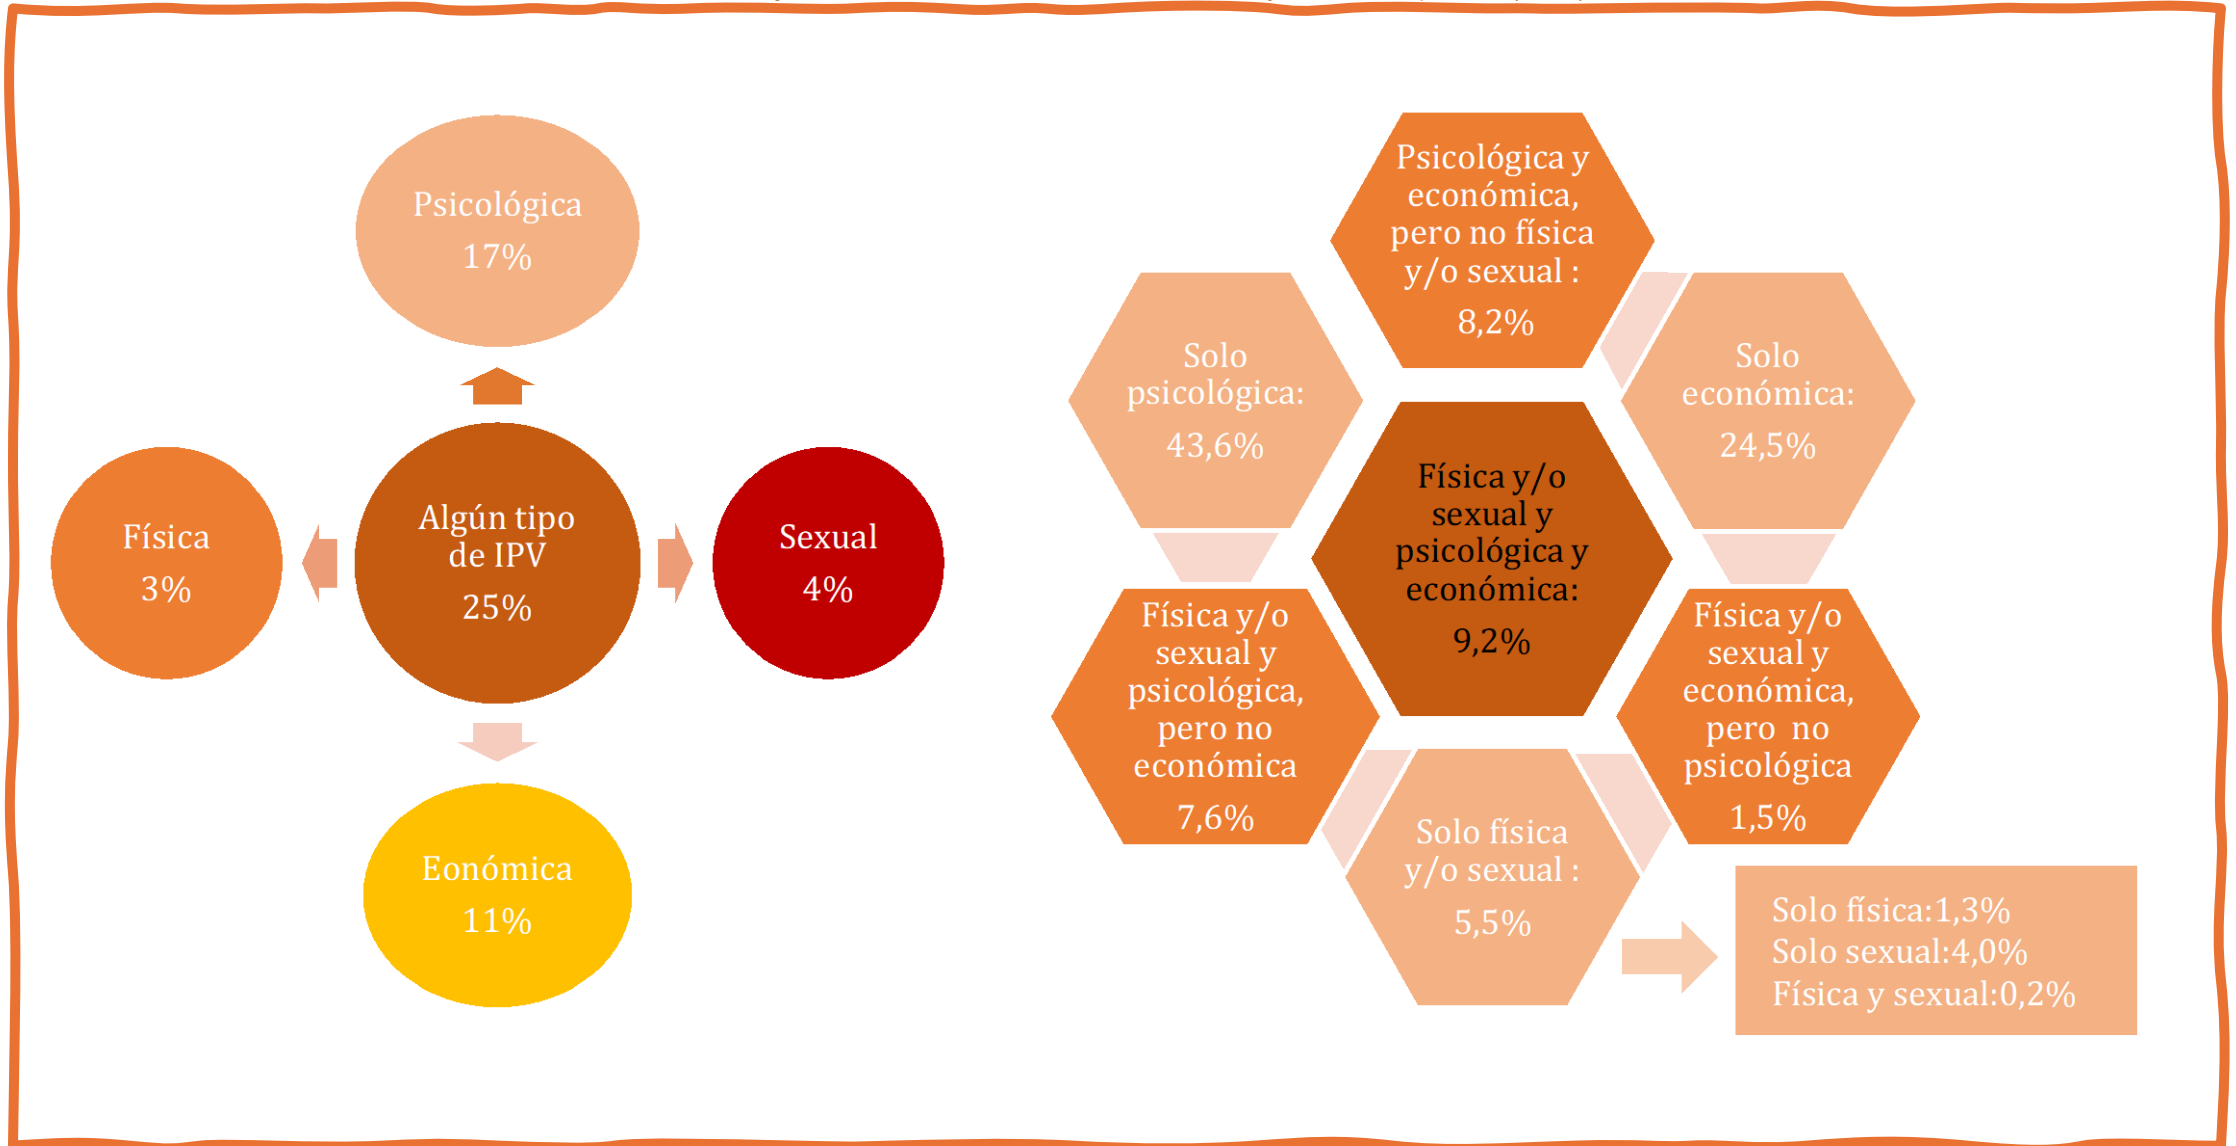 Psicológica
17%
Física
3%
Algún tipo
de IPV
25%
Sexual
4%
Eonómica
11%
Psicológica y
económica,
pero no física
y/o sexual :
8,2%
Solo
psicológica:
43,6%
Solo
económica:
24,5%
Física y/o
sexual y
psicológica y
económica:
9,2%
Física y/o
sexual y
psicológica,
pero no
económica
7,6%
Física y/o
sexual y
económica,
pero no
psicológica
1,5%
Solo física
y/o sexual :
5,5%
Solo física:1,3%
Solo sexual:4,0%
Física y sexual:0,2%